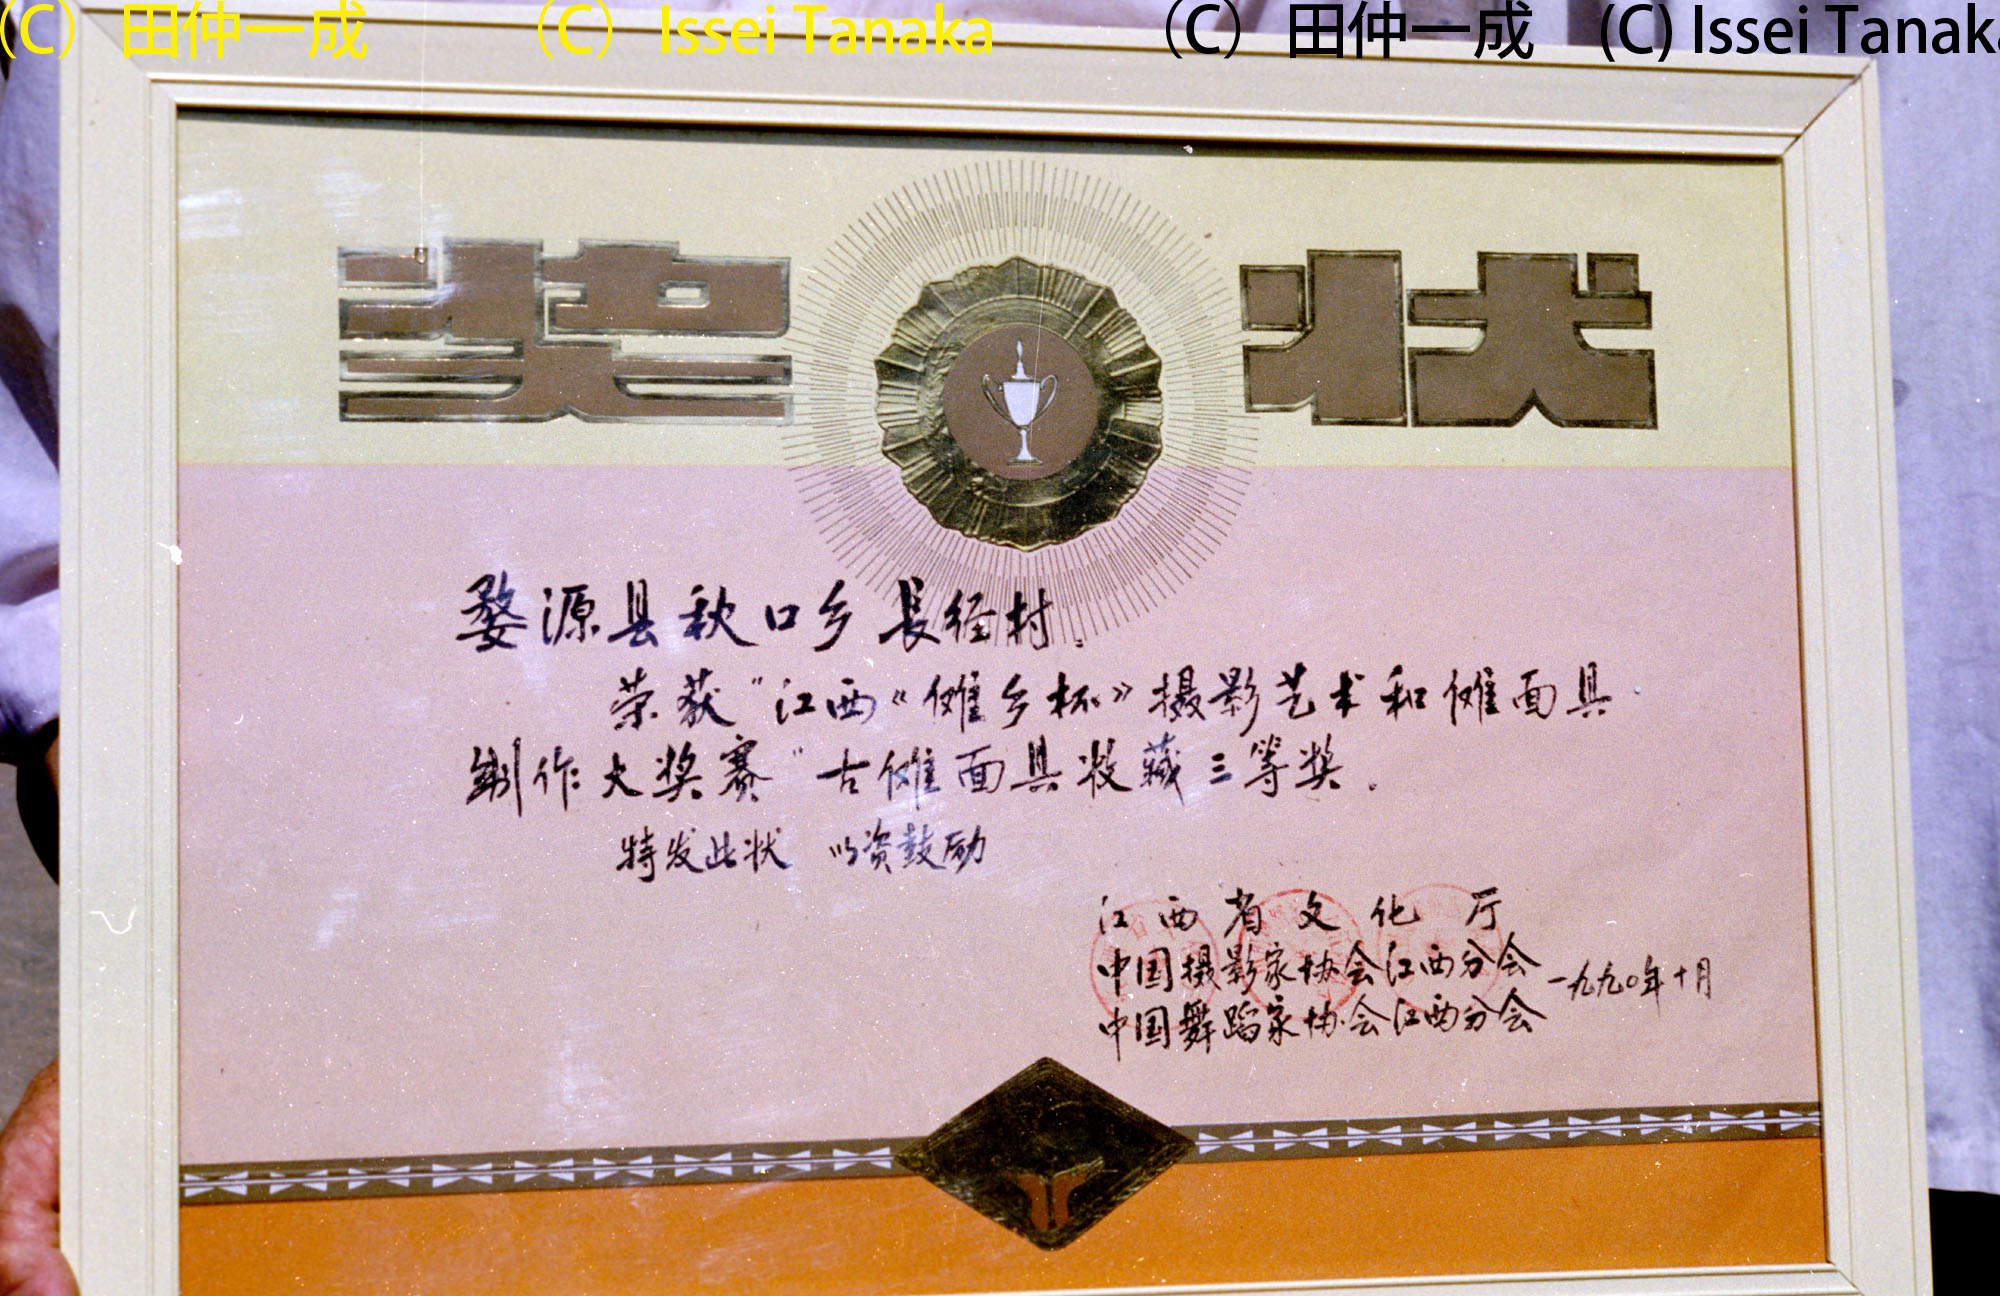 (C) 田仲一成 (C) Issei Tanaka (C) 田仲一成 (C) Issei Tanaka
奖状
婺源县秋口乡長径村.
荣获"江西《傩乡杯》摄影艺术和傩面具
制作大奖赛"古傩面具收藏三等奖.
特发此状 以资鼓励
江西省文化厅
中国摄影家协会江西分会
一九九〇年十月
中国舞蹈家协会江西分会